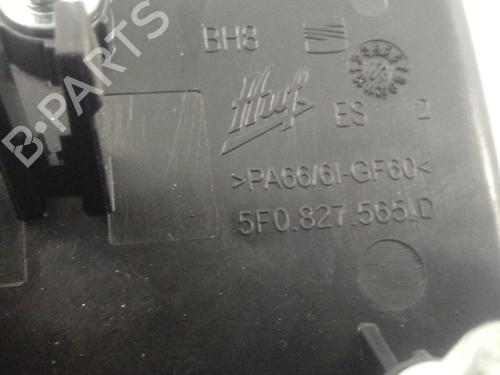 BH8
Huf
ES 2
>PA66/6I-GF60<
5F0.827.565.D
B-PARTS